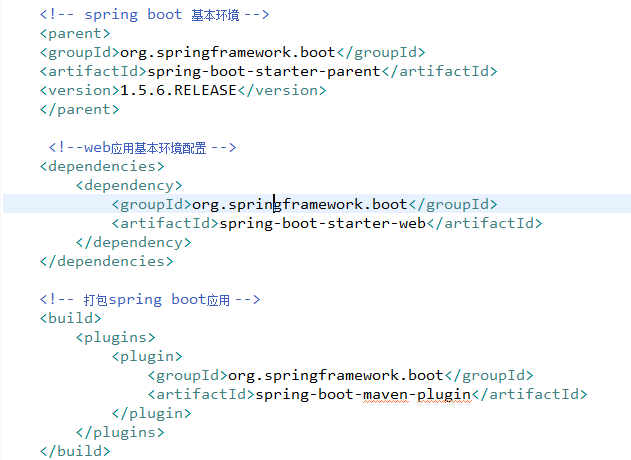 <!-- spring boot 基本环境 -->
<parent>
<groupId>org.springframework.boot</groupId>
<artifactId>spring-boot-starter-parent</artifactId>
<version>1.5.6.RELEASE</version>
</parent>
<!--web应用基本环境配置 -->
<dependencies>
<dependency>
<groupId>org.springframework.boot</groupId>
<artifactId>spring-boot-starter-web</artifactId>
</dependency>
</dependencies>
<!-- 打包spring boot应用 -->
<build>
<plugins>
<plugin>
<groupId>org.springframework.boot</groupId>
<artifactId>spring-boot-maven-plugin</artifactId>
</plugin>
</plugins>
</build>